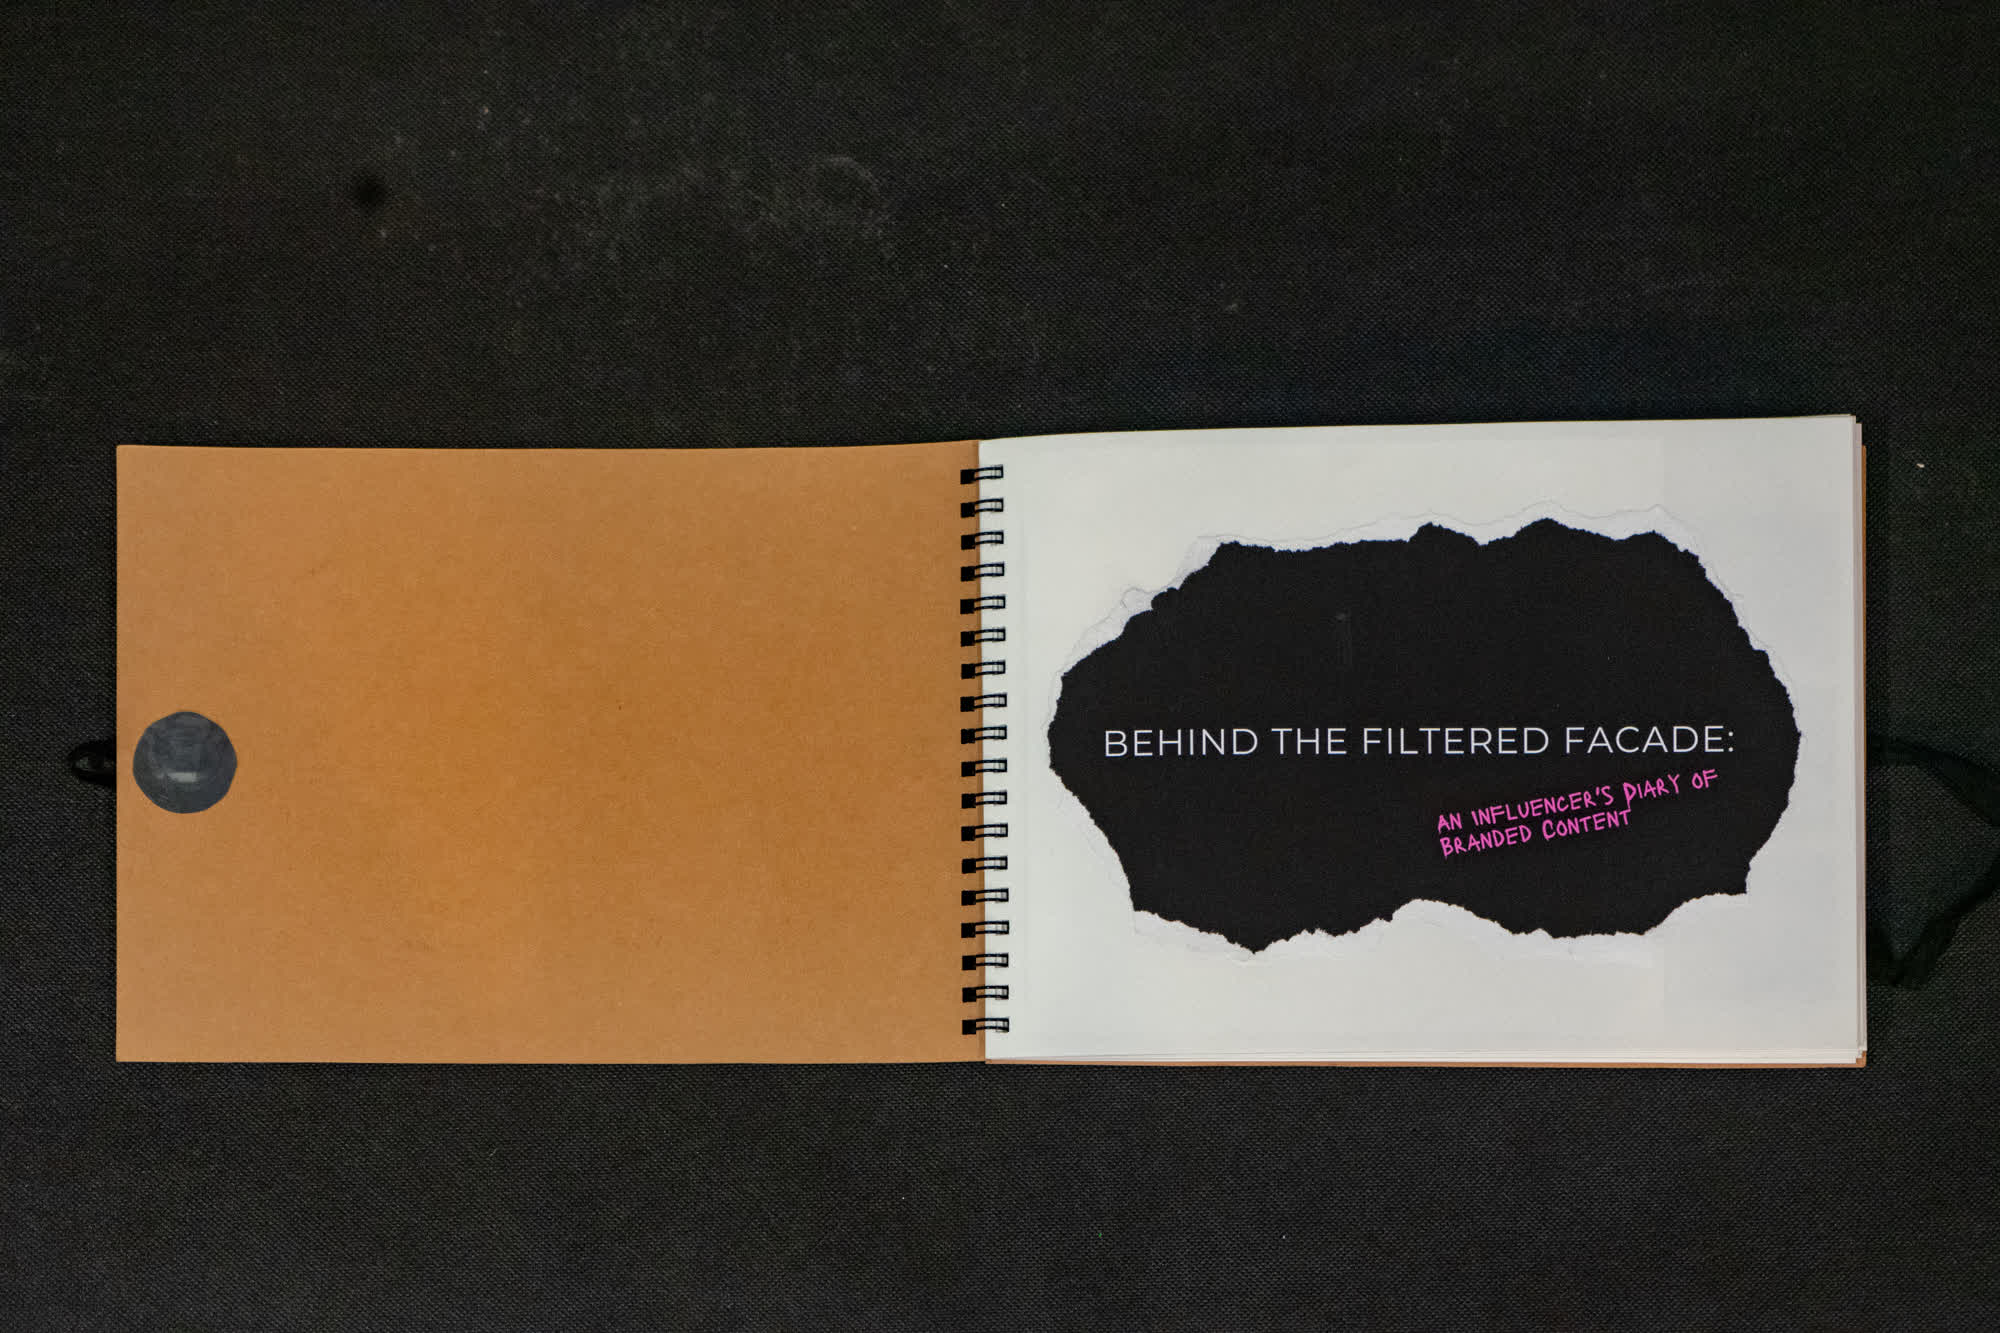 BEHIND THE FILTERED FACADE:
AN INFLUENCER'S DIARY OF
BRANDED CONTENT